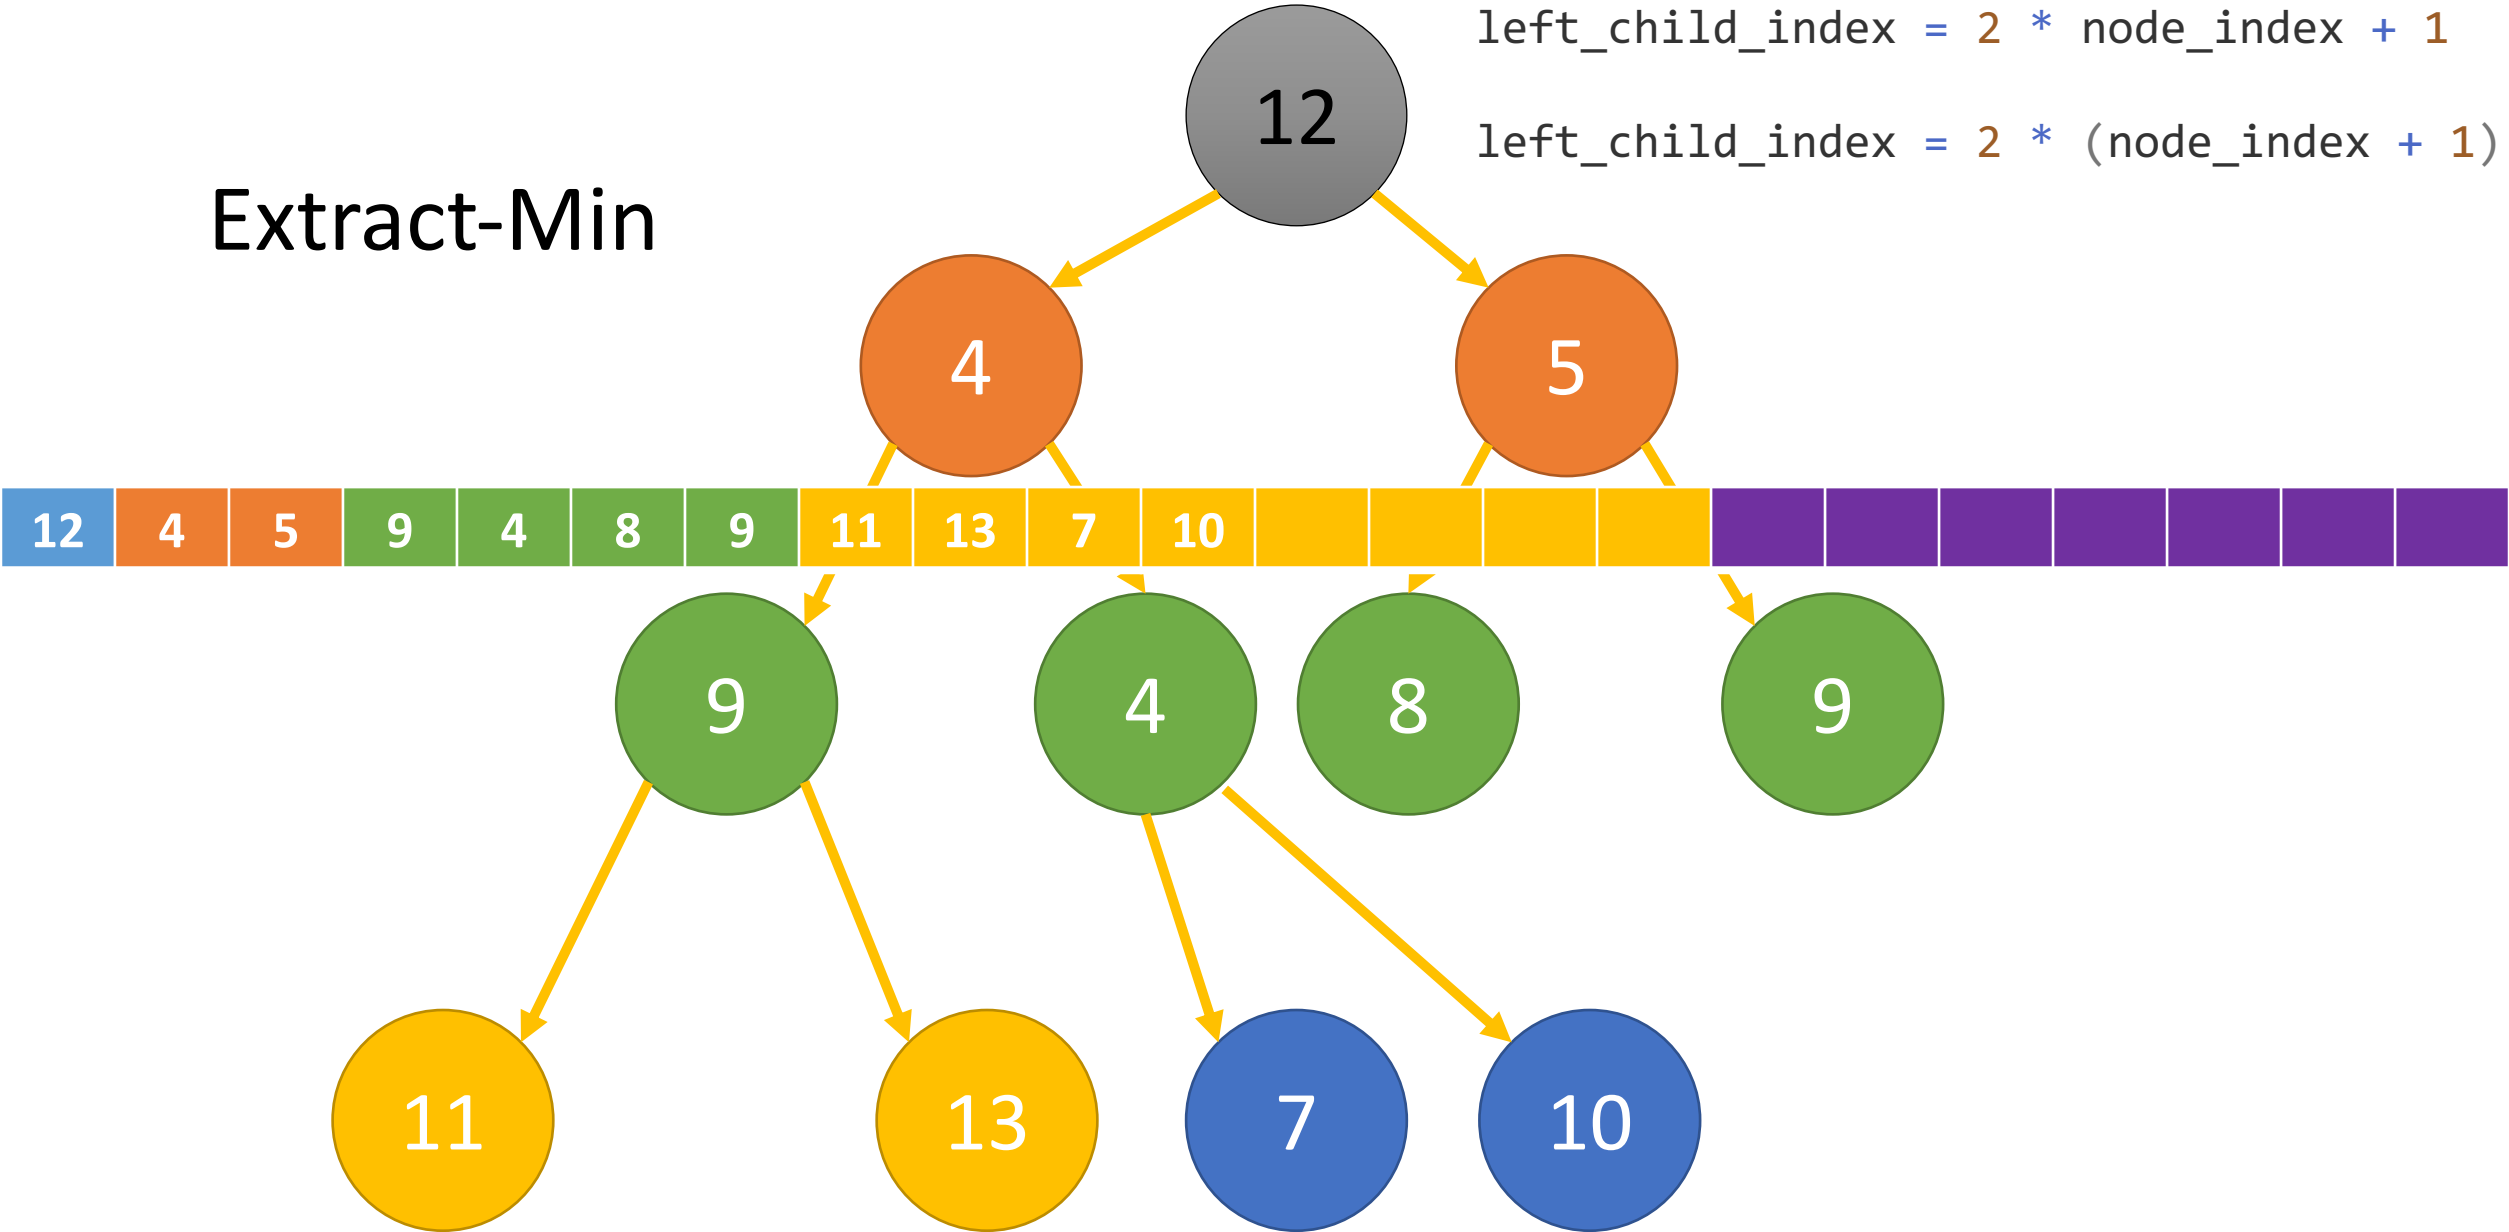 left_child_index = 2 * node_index + 1
12
left_child_index = 2 * (node_index + 1)
Extract-Min
4 5
12 4 5 9 4 8 9 11 13 7 10
9 4 8 9
11 13 7 10